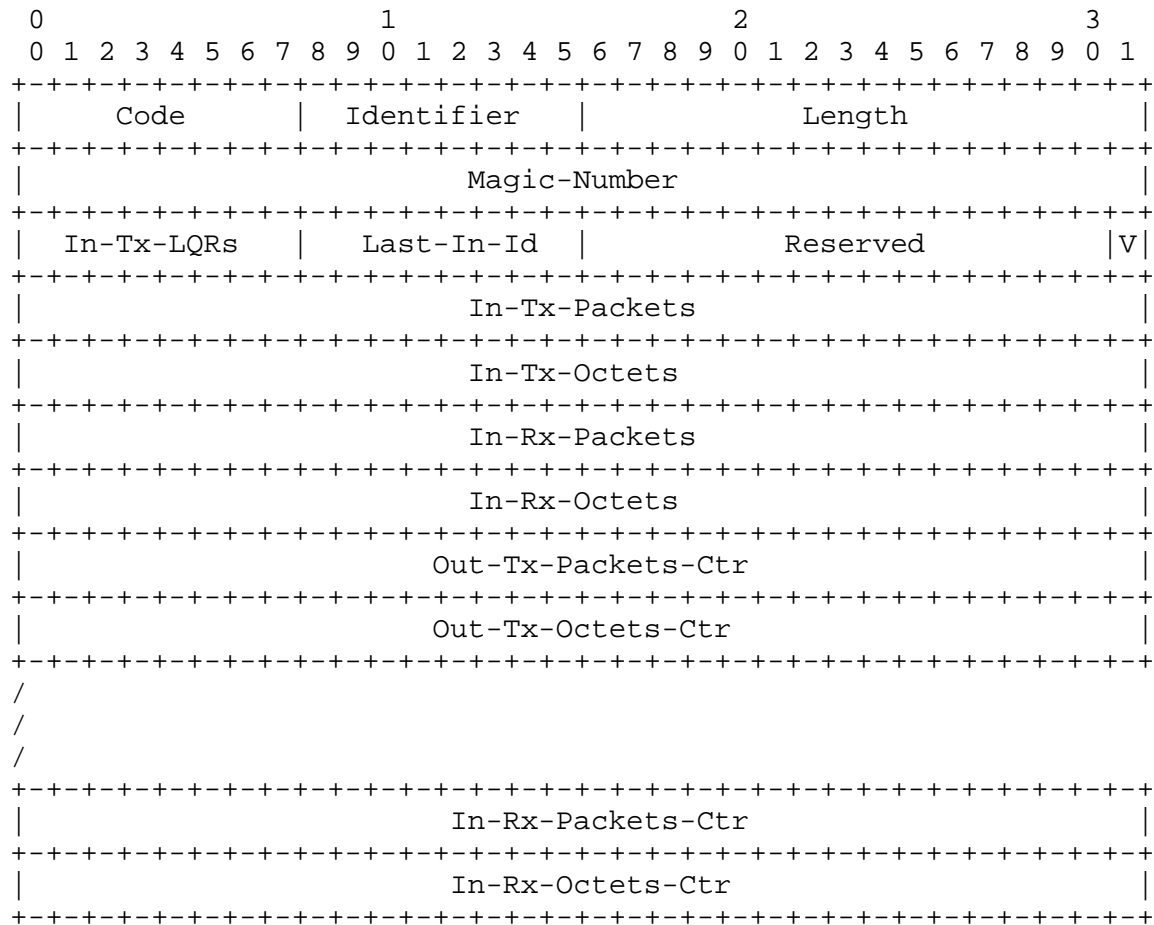 0                   1                   2                   3
 0 1 2 3 4 5 6 7 8 9 0 1 2 3 4 5 6 7 8 9 0 1 2 3 4 5 6 7 8 9 0 1
+-+-+-+-+-+-+-+-+-+-+-+-+-+-+-+-+-+-+-+-+-+-+-+-+-+-+-+-+-+-+-+-+
|     Code      |  Identifier   |            Length             |
+-+-+-+-+-+-+-+-+-+-+-+-+-+-+-+-+-+-+-+-+-+-+-+-+-+-+-+-+-+-+-+-+
|                         Magic-Number                          |
+-+-+-+-+-+-+-+-+-+-+-+-+-+-+-+-+-+-+-+-+-+-+-+-+-+-+-+-+-+-+-+-+
|  In-Tx-LQRs   |   Last-In-Id  |           Reserved          |V|
+-+-+-+-+-+-+-+-+-+-+-+-+-+-+-+-+-+-+-+-+-+-+-+-+-+-+-+-+-+-+-+-+
|                         In-Tx-Packets                         |
+-+-+-+-+-+-+-+-+-+-+-+-+-+-+-+-+-+-+-+-+-+-+-+-+-+-+-+-+-+-+-+-+
|                         In-Tx-Octets                          |
+-+-+-+-+-+-+-+-+-+-+-+-+-+-+-+-+-+-+-+-+-+-+-+-+-+-+-+-+-+-+-+-+
|                         In-Rx-Packets                         |
+-+-+-+-+-+-+-+-+-+-+-+-+-+-+-+-+-+-+-+-+-+-+-+-+-+-+-+-+-+-+-+-+
|                         In-Rx-Octets                          |
+-+-+-+-+-+-+-+-+-+-+-+-+-+-+-+-+-+-+-+-+-+-+-+-+-+-+-+-+-+-+-+-+
|                       Out-Tx-Packets-Ctr                      |
+-+-+-+-+-+-+-+-+-+-+-+-+-+-+-+-+-+-+-+-+-+-+-+-+-+-+-+-+-+-+-+-+
|                       Out-Tx-Octets-Ctr                       |
+-+-+-+-+-+-+-+-+-+-+-+-+-+-+-+-+-+-+-+-+-+-+-+-+-+-+-+-+-+-+-+-+
/
/
/
+-+-+-+-+-+-+-+-+-+-+-+-+-+-+-+-+-+-+-+-+-+-+-+-+-+-+-+-+-+-+-+-+
|                        In-Rx-Packets-Ctr                      |
+-+-+-+-+-+-+-+-+-+-+-+-+-+-+-+-+-+-+-+-+-+-+-+-+-+-+-+-+-+-+-+-+
|                        In-Rx-Octets-Ctr                       |
+-+-+-+-+-+-+-+-+-+-+-+-+-+-+-+-+-+-+-+-+-+-+-+-+-+-+-+-+-+-+-+-+